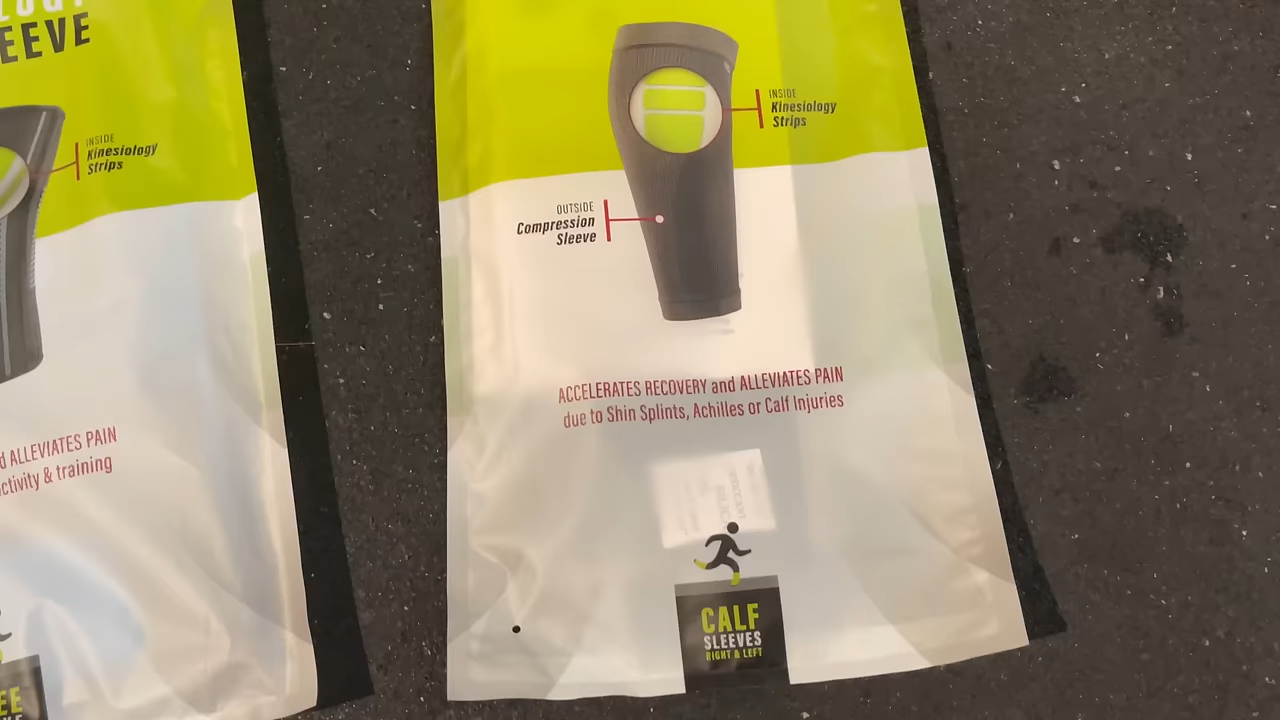 EEVE
INSIDE
Kinesiology
Strips
ALLEVIATES PAIN
& training
INSIDE
Kinesiology
Strips
OUTSIDE
Compression
Sleeve
ACCELERATES RECOVERY and ALLEVIATES PAIN
due to Shin Splints, Achilles or Calf Injuries
CALF
SLEEVES
RIGHT & LEFT